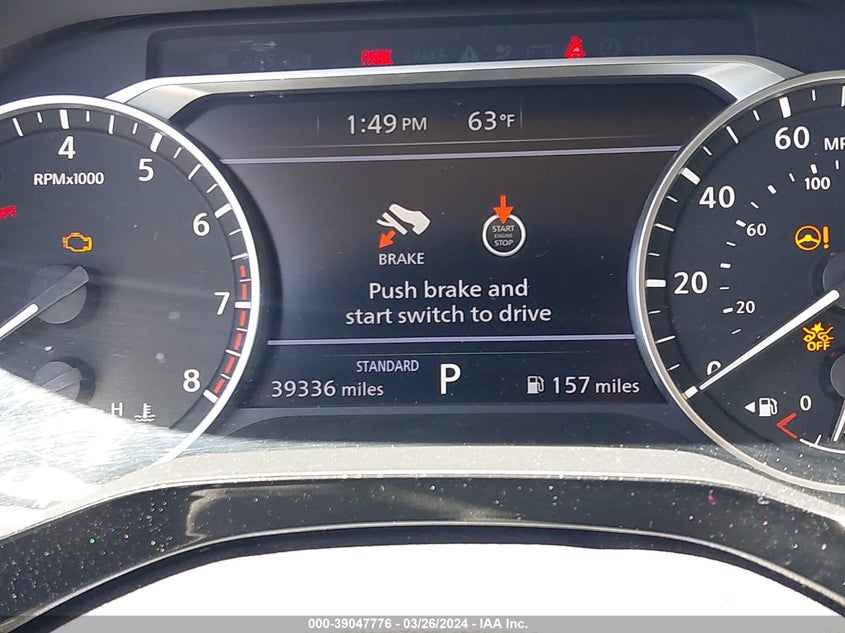 PARK
1:49 PM 63°F
4
5
6
7
8
RPMx1000
H
START
ENGINE
STOP
BRAKE
Push brake and
start switch to drive
STANDARD
39336 miles P 157 miles
60
40
20
0
100
60
20
OFF
0
000-39047776 - 03/26/2024 - IAA Inc.